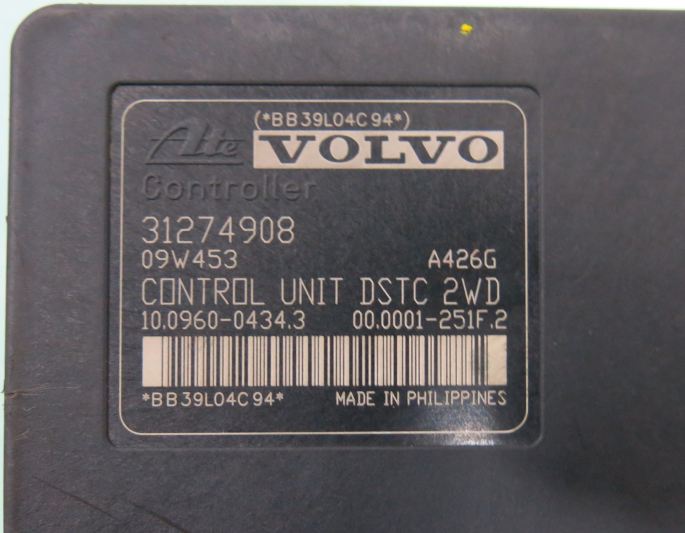 (*BB39L04C94*)
Ate VOLVO
Controller
31274908
09W453 A426G
CONTROL UNIT DSTC 2WD
10.0960-0434.3 00.0001-251F.2
*BB39L04C94* MADE IN PHILIPPINES